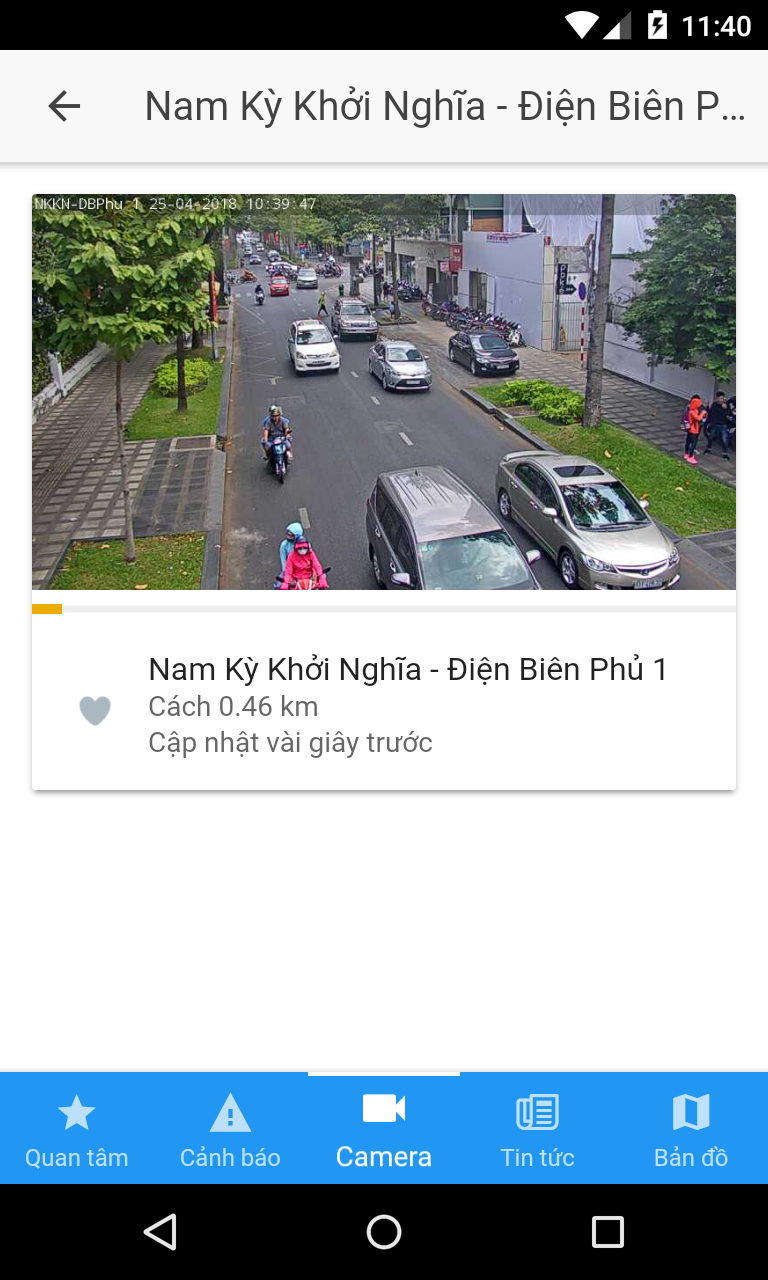 11:40
Nam Kỳ Khởi Nghĩa - Điện Biên P...
NKKN-DBPhu 1 25-04-2018 10:39:47
Nam Kỳ Khởi Nghĩa - Điện Biên Phủ 1
Cách 0.46 km
Cập nhật vài giây trước
Quan tâm
Cảnh báo
Camera
Tin tức
Bản đồ